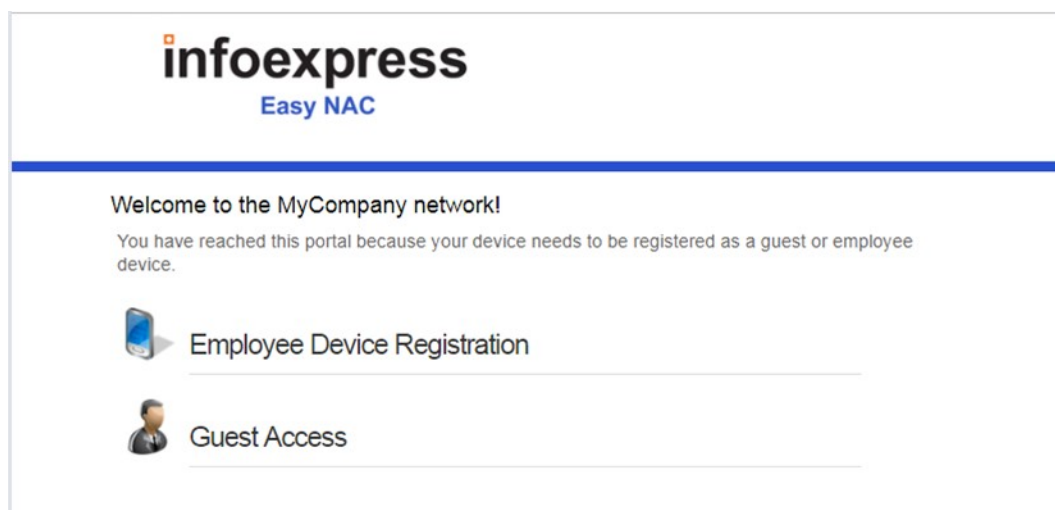 infoexpress
Easy NAC
Welcome to the MyCompany network!
You have reached this portal because your device needs to be registered as a guest or employee
device.
Employee Device Registration
Guest Access